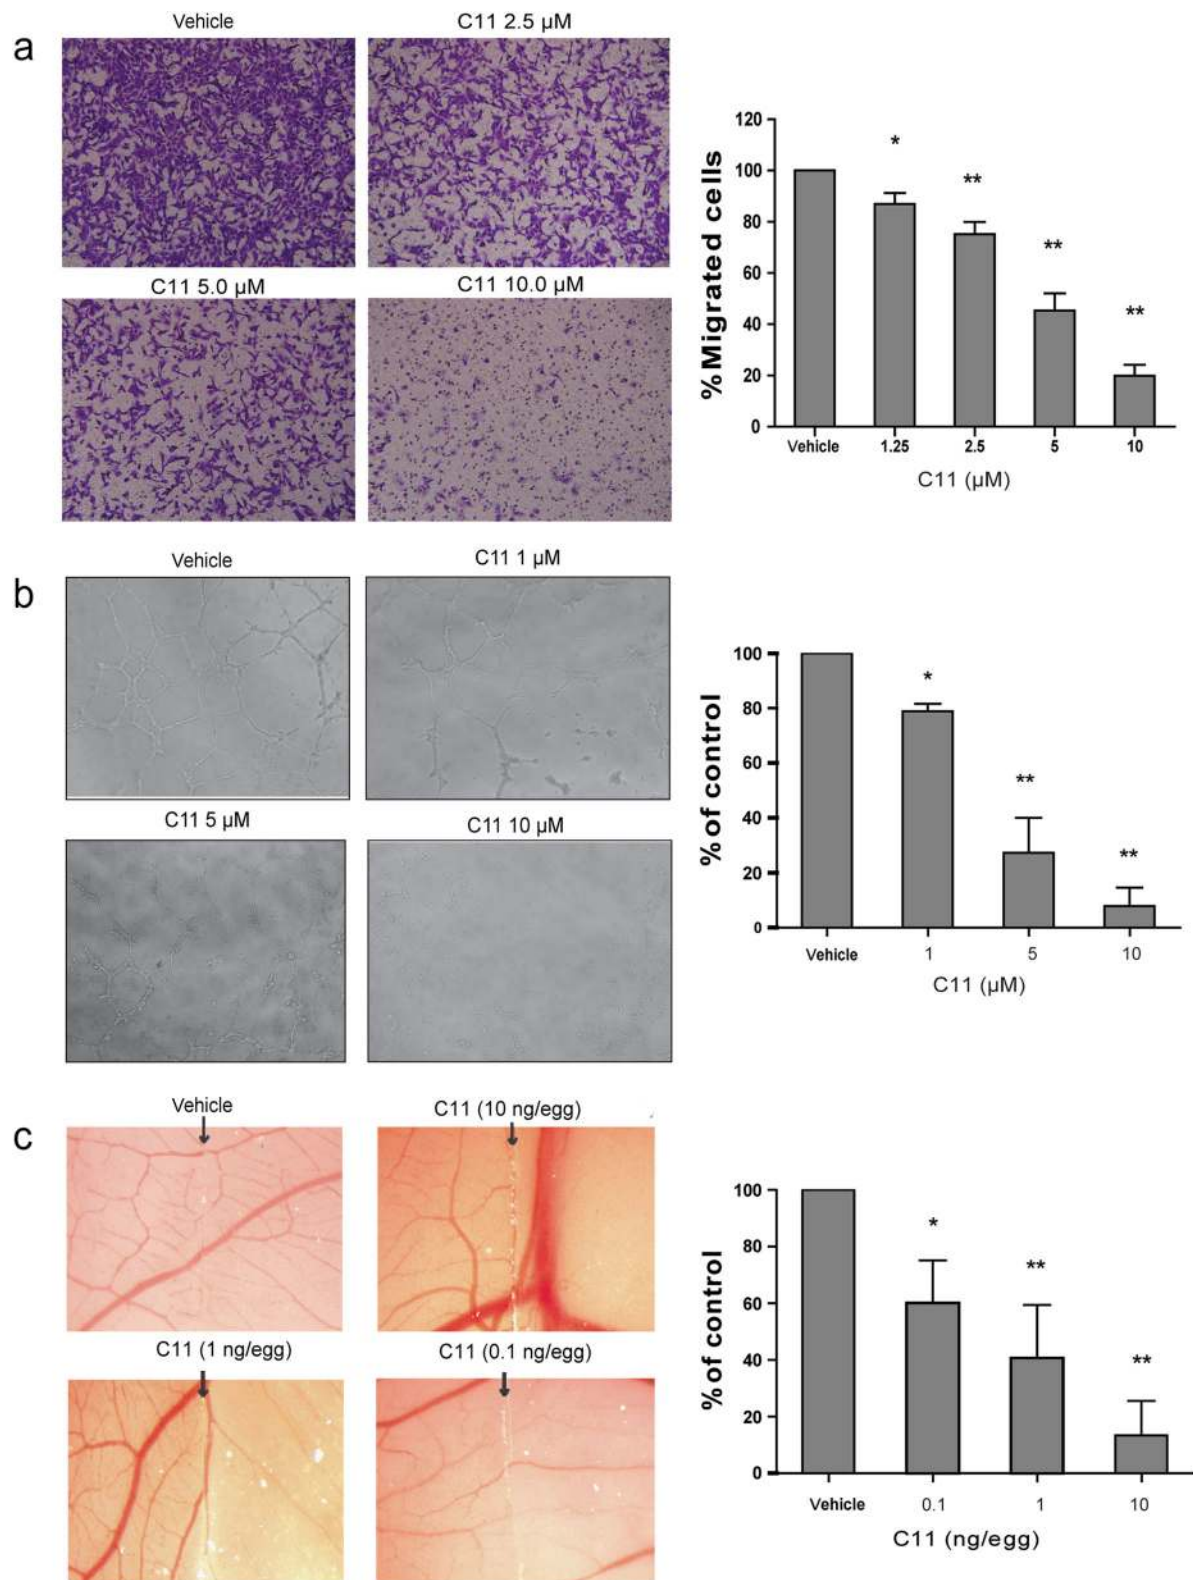 a
Vehicle
C11 2.5 µM
C11 5.0 µM
C11 10.0 µM
%Migrated cells
120
100
80
60
40
20
0
*
**
**
**
Vehicle 1.25 2.5 5 10
C11 (µM)
b
Vehicle
C11 1 µM
C11 5 µM
C11 10 µM
% of control
100
80
60
40
20
0
*
**
**
Vehicle 1 5 10
C11 (µM)
c
Vehicle
C11 (10 ng/egg)
C11 (1 ng/egg)
C11 (0.1 ng/egg)
% of control
100
80
60
40
20
0
*
**
**
Vehicle 0.1 1 10
C11 (ng/egg)